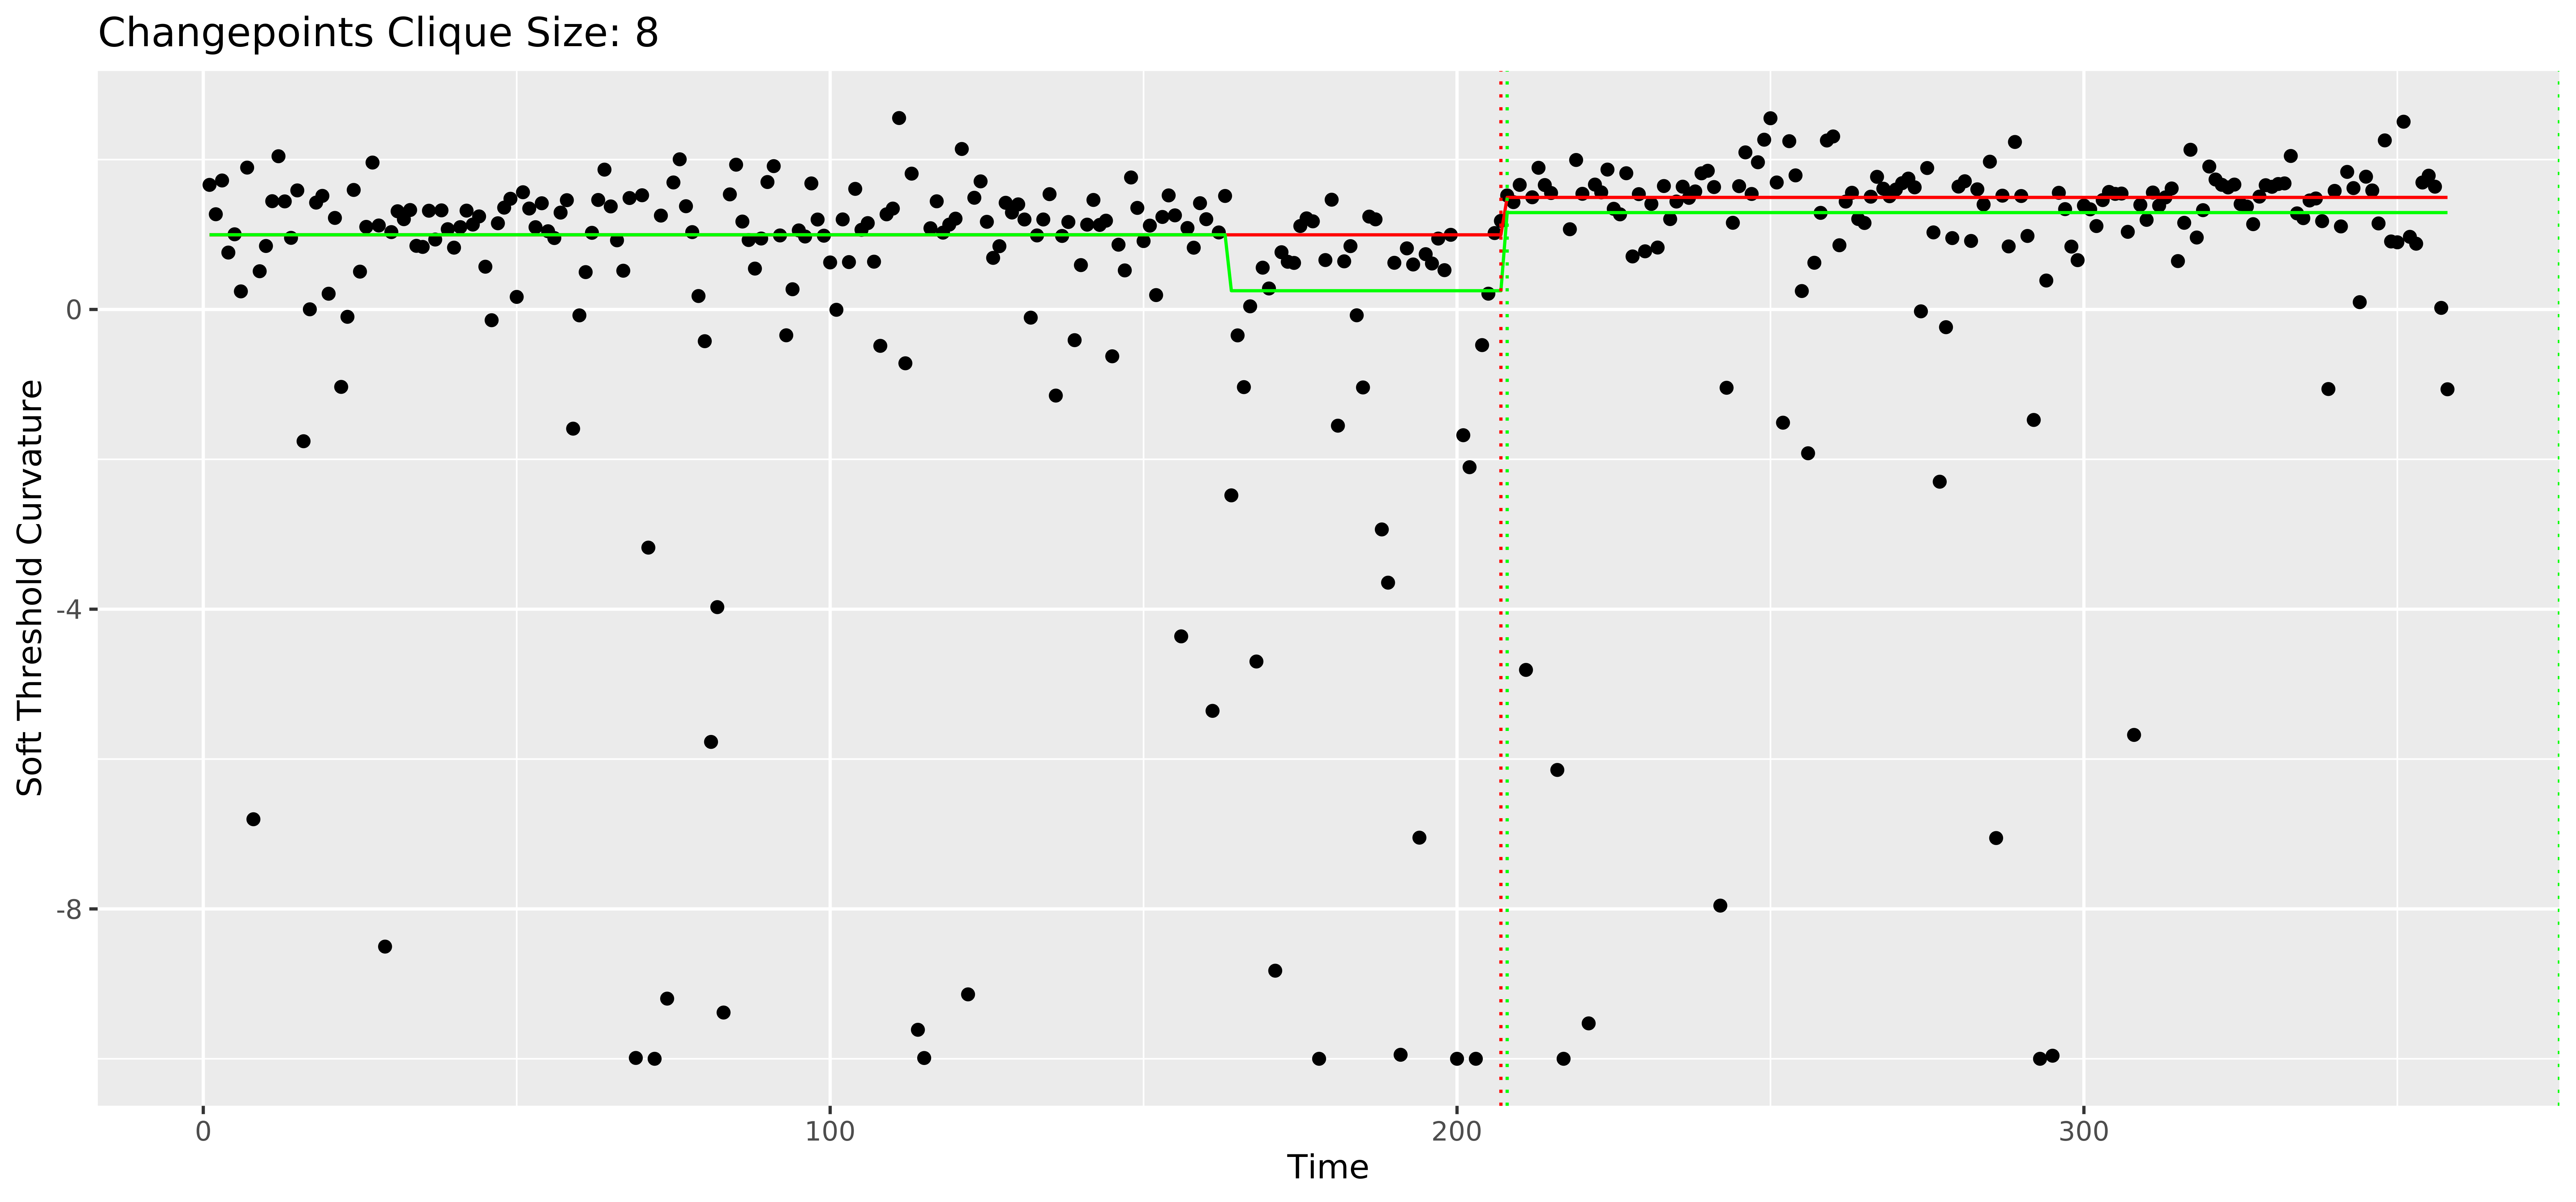 Changepoints Clique Size: 8
Soft Threshold Curvature
0
-4
-8
0 100 200 300
Time